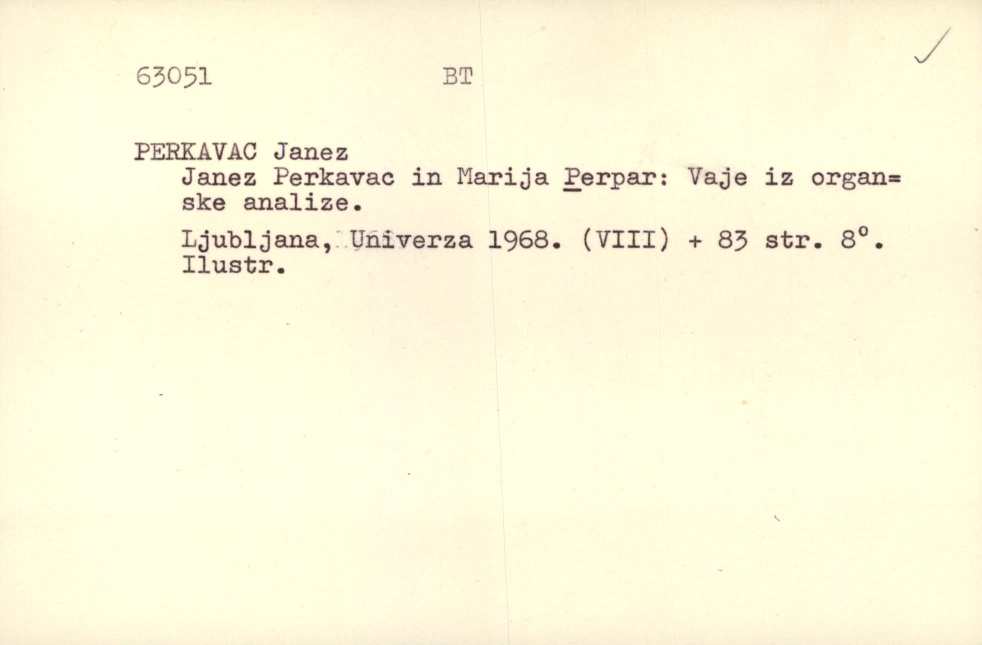 63051 BT
PERKAVAC Janez
Janez Perkavac in Marija Perpar: Vaje iz organ=
ske analize.
Ljubljana, Univerza 1968. (VIII) + 83 str. 8°.
Ilustr.